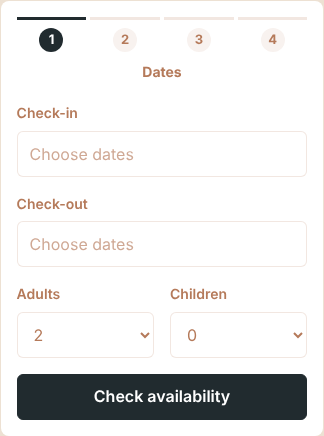 1 2 3 4
Dates
Check-in
Choose dates
Check-out
Choose dates
Adults Children
2 0
Check availability